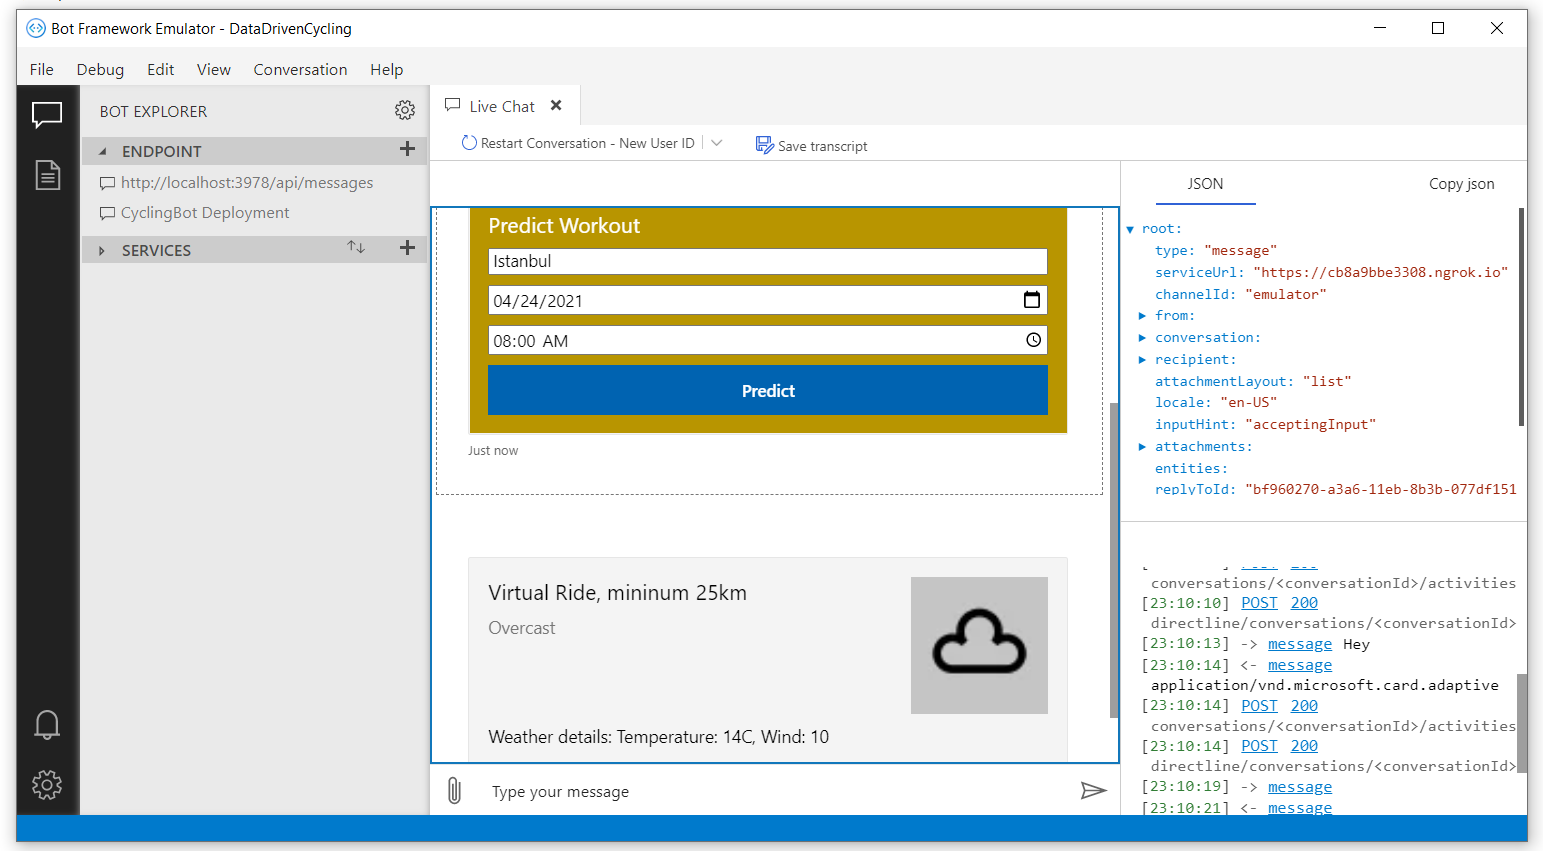 Bot Framework Emulator - DataDrivenCycling
File Debug Edit View Conversation Help
BOT EXPLORER
ENDPOINT
http://localhost:3978/api/messages
CyclingBot Deployment
SERVICES
Live Chat
Restart Conversation - New User ID
Save transcript
Predict Workout
Istanbul
04/24/2021
08:00 AM
Predict
Just now
Virtual Ride, mininum 25km
Overcast
Weather details: Temperature: 14C, Wind: 10
Type your message
JSON
Copy json
root:
type: "message"
serviceUrl: "https://cb8a9bbe3308.ngrok.io"
channelId: "emulator"
from:
conversation:
recipient:
attachmentLayout: "list"
locale: "en-US"
inputHint: "acceptingInput"
attachments:
entities:
replyToId: "bf960270-a3a6-11eb-8b3b-077df151
conversations/<conversationId>/activities
[23:10:10] POST 200
directline/conversations/<conversationId>
[23:10:13] -> message Hey
[23:10:14] <- message
application/vnd.microsoft.card.adaptive
[23:10:14] POST 200
conversations/<conversationId>/activities
[23:10:14] POST 200
directline/conversations/<conversationId>
[23:10:19] -> message
[23:10:21] <- message